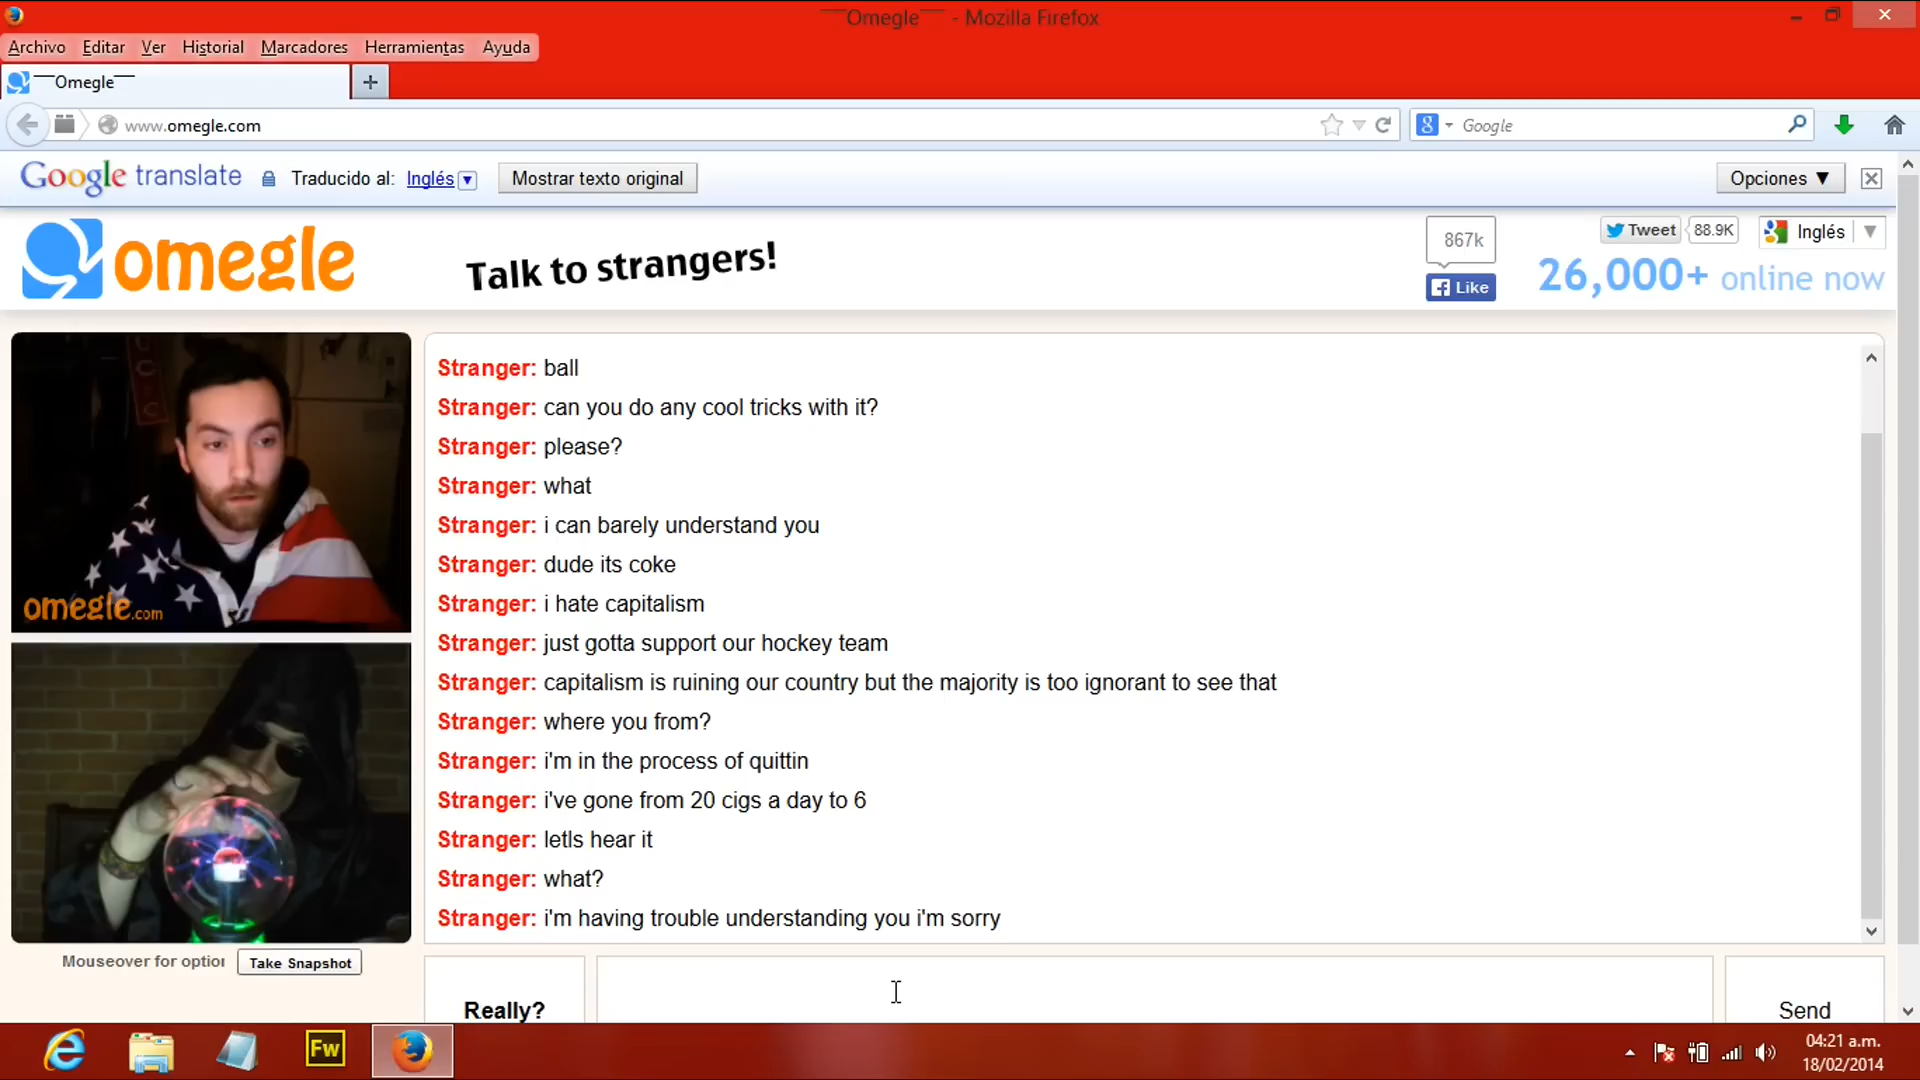 Omegle - Mozilla Firefox
Archivo Editar Ver Historial Marcadores Herramientas Ayuda
Omegle
www.omegle.com
Google
Google translate Traducido al: Inglés Mostrar texto original Opciones ▼
omegle Talk to strangers!
867k
Like
Tweet 88.9K Inglés
26,000+ online now
omegle.com
Stranger: ball
Stranger: can you do any cool tricks with it?
Stranger: please?
Stranger: what
Stranger: i can barely understand you
Stranger: dude its coke
Stranger: i hate capitalism
Stranger: just gotta support our hockey team
Stranger: capitalism is ruining our country but the majority is too ignorant to see that
Stranger: where you from?
Stranger: i'm in the process of quittin
Stranger: i've gone from 20 cigs a day to 6
Stranger: letls hear it
Stranger: what?
Stranger: i'm having trouble understanding you i'm sorry
Mouseover for optior Take Snapshot
Really?
Send
Fw
04:21 a.m.
18/02/2014